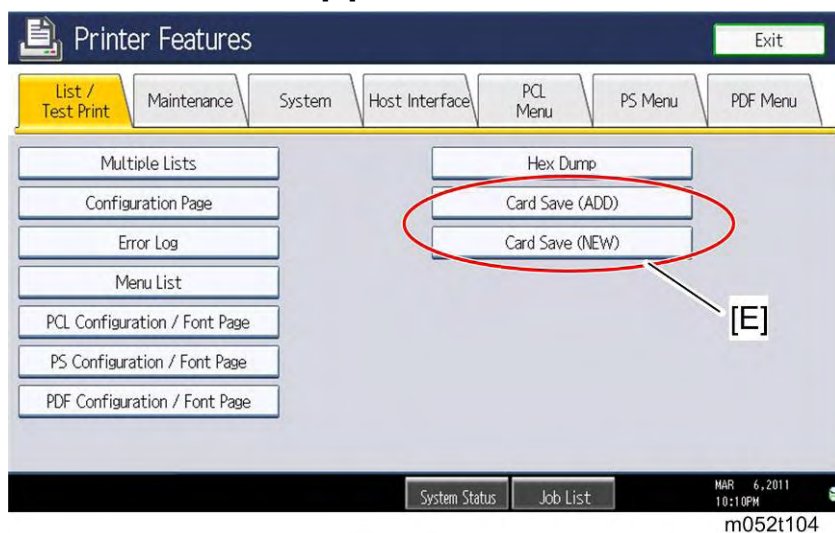 Printer Features
Exit
List /
Test Print
Maintenance
System
Host Interface
PCL
Menu
PS Menu
PDF Menu
Multiple Lists
Hex Dump
Configuration Page
Card Save (ADD)
Error Log
Card Save (NEW)
Menu List
[E]
PCL Configuration / Font Page
PS Configuration / Font Page
PDF Configuration / Font Page
System Status
Job List
MAR 6,2011
10:10PM
m052t104